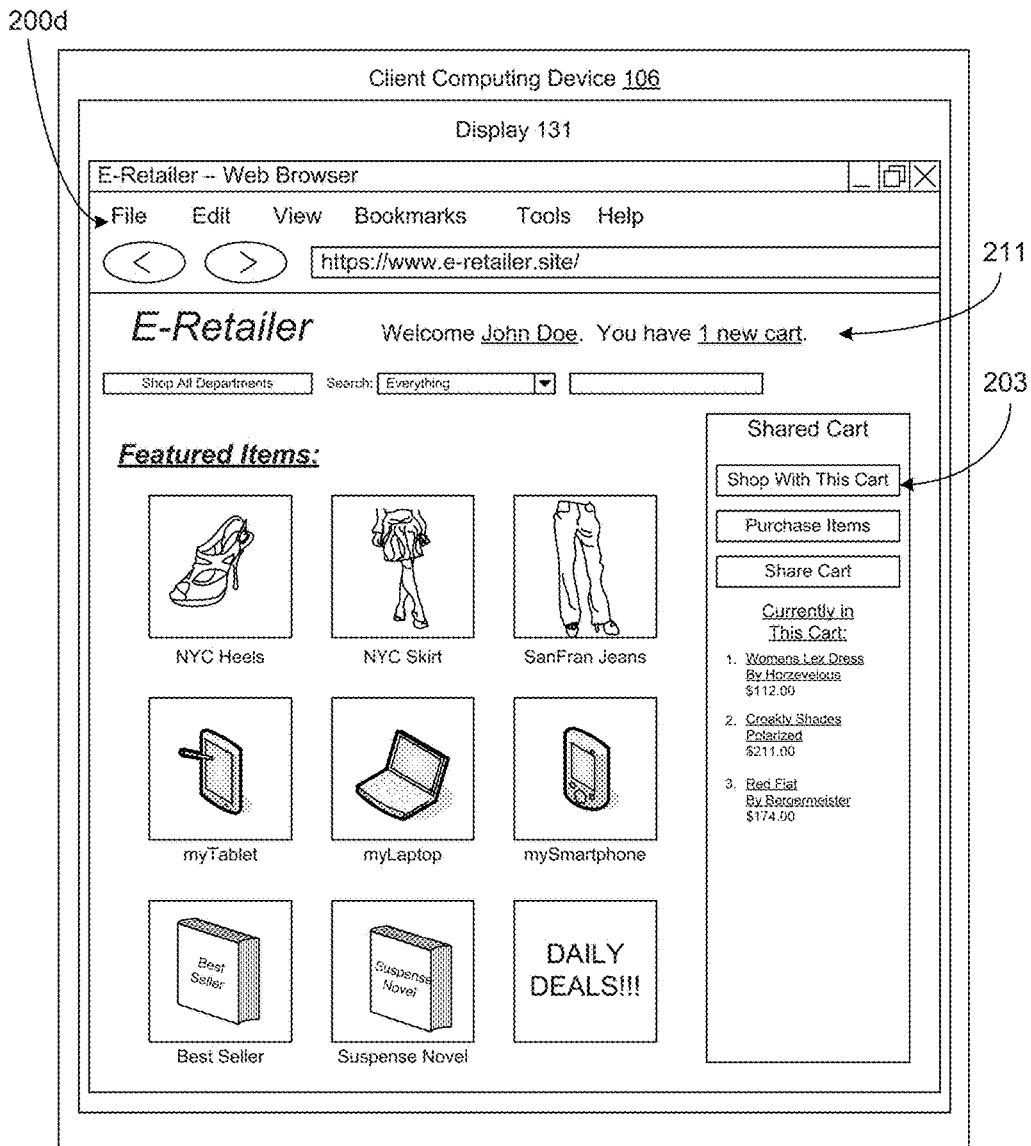 200d
Client Computing Device 106
Display 131
E-Retailer – Web Browser
File Edit View Bookmarks Tools Help
< > https://www.e-retailer.site/
211
E-Retailer
Welcome John Doe. You have 1 new cart.
Shop All Departments Search: Everything
203
Shared Cart
Shop With This Cart
Purchase Items
Share Cart
Currently in
This Cart:
1. Womens Lex Dress
By Horzevelous
$112.00
2. Croakly Shades
Polarized
$211.00
3. Red Flat
By Bergermeister
$174.00
Featured Items:
NYC Heels NYC Skirt SanFran Jeans
myTablet myLaptop mySmartphone
Best
Seller
Suspense
Novel
DAILY
DEALS!!!
Best Seller Suspense Novel